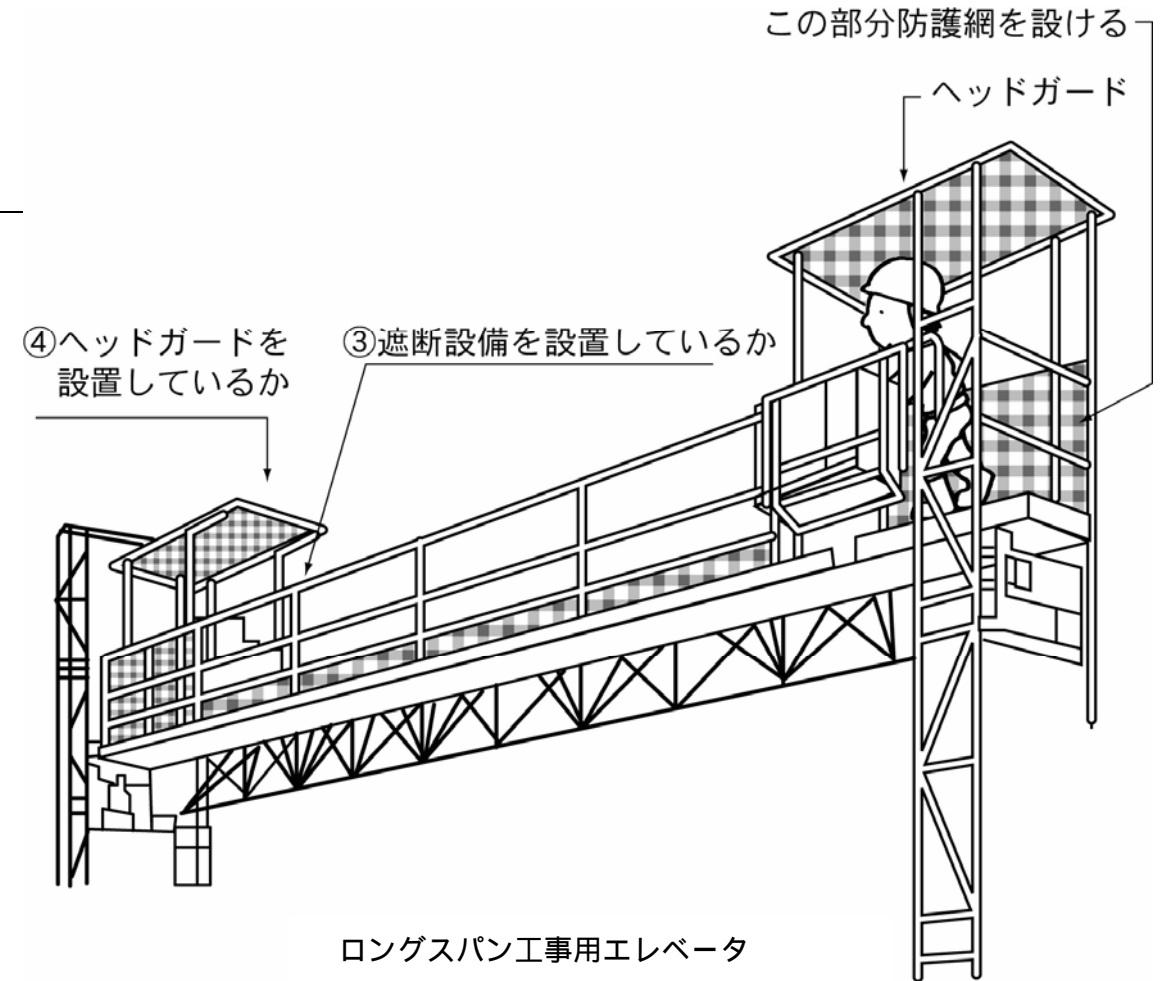 この部分防護網を設ける
ヘッドガード
④ヘッドガードを
設置しているか
③遮断設備を設置しているか
ロングスパン工事用エレベータ